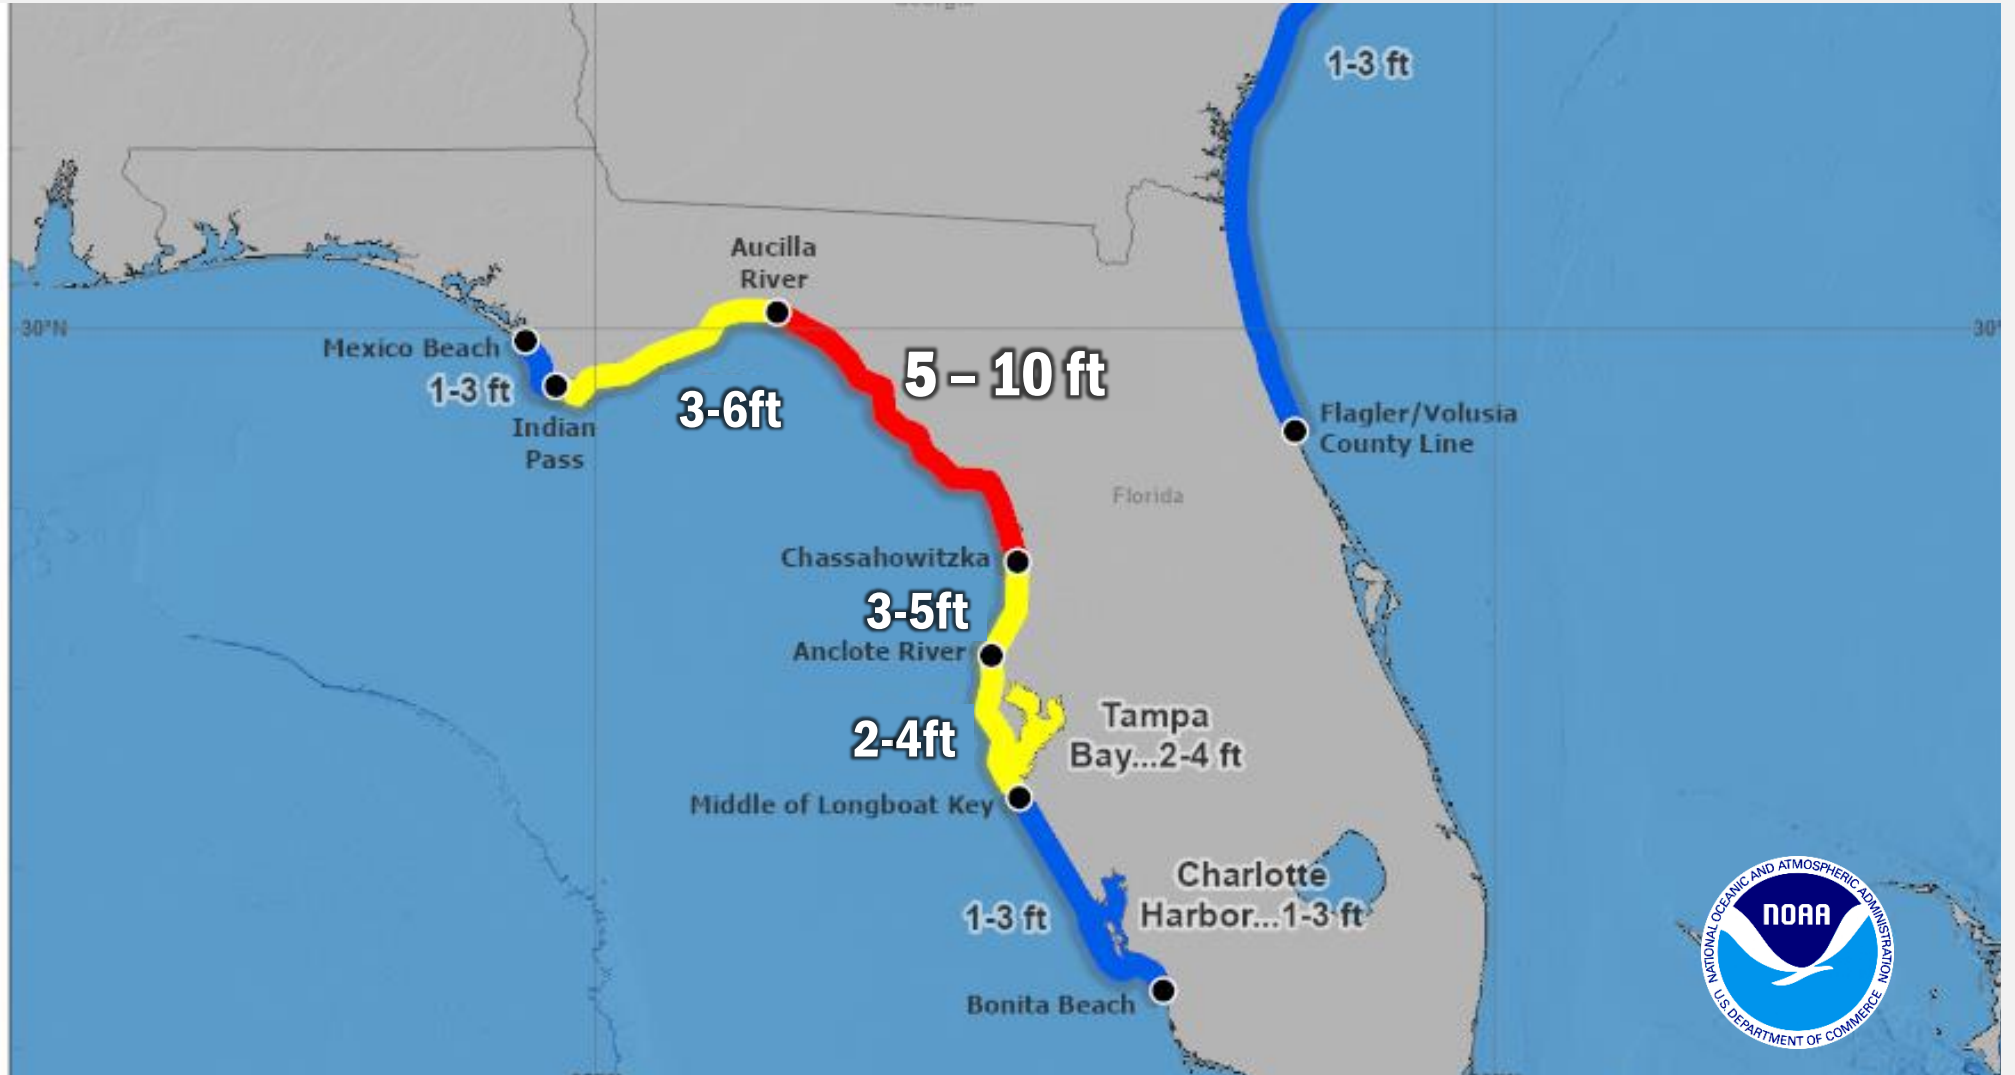 Georgia
1-3 ft
Aucilla
River
30°N
30°
Mexico Beach
1-3 ft
5 – 10 ft
3-6ft
Indian
Pass
Flagler/Volusia
County Line
Florida
Chassahowitzka
3-5ft
Anclote River
Tampa
Bay...2-4 ft
2-4ft
Middle of Longboat Key
Charlotte
Harbor...1-3 ft
1-3 ft
Bonita Beach
NATIONAL OCEANIC AND ATMOSPHERIC ADMINISTRATION
NOAA
U.S. DEPARTMENT OF COMMERCE